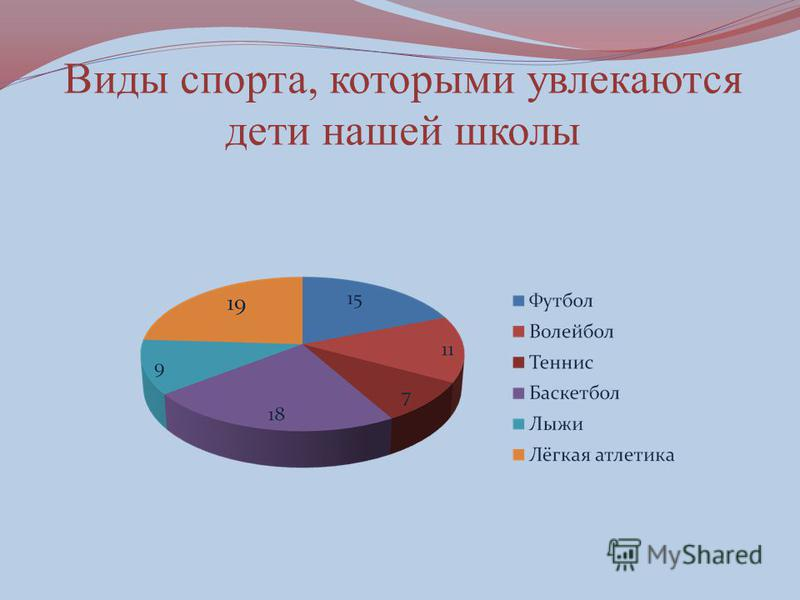 Виды спорта, которыми увлекаются
дети нашей школы
15
11
7
18
9
19
Футбол
Волейбол
Теннис
Баскетбол
Лыжи
Лёгкая атлетика
MyShared